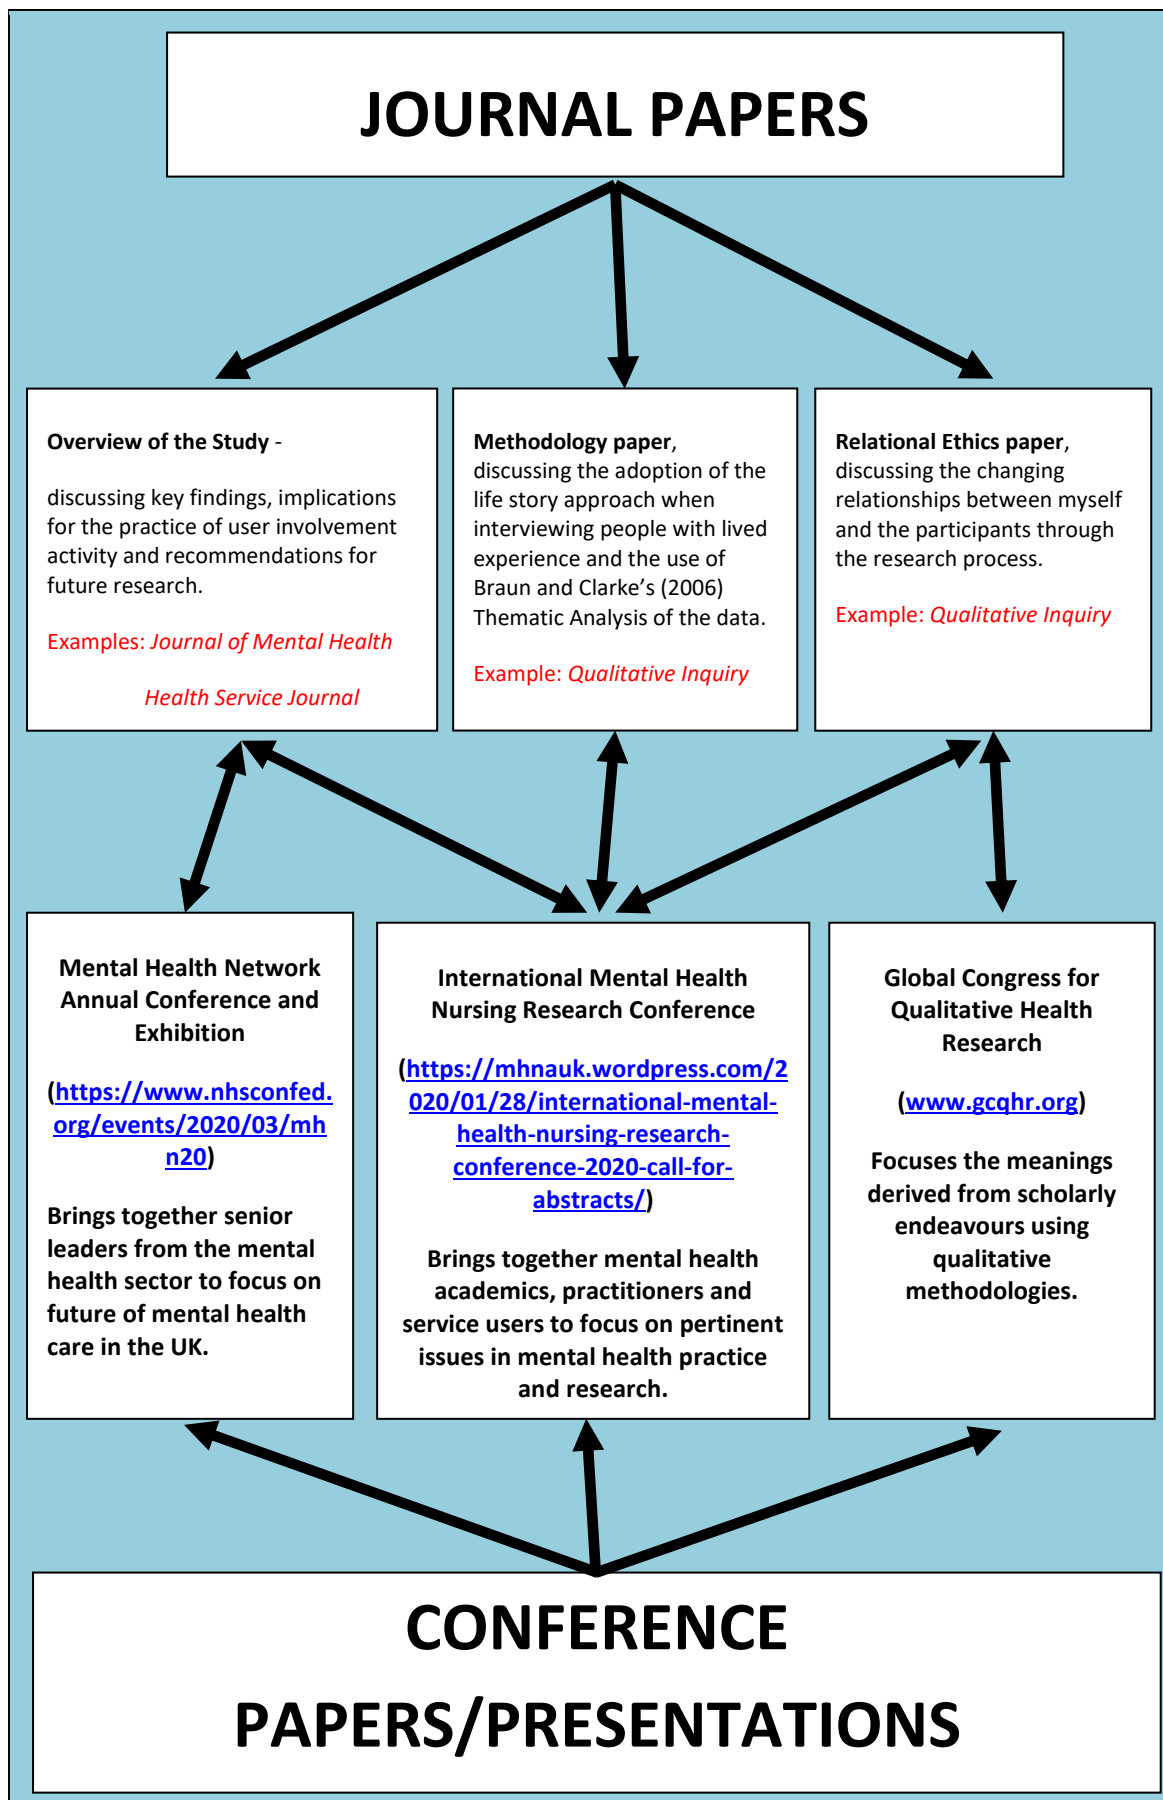 JOURNAL PAPERS
Overview of the Study -
discussing key findings, implications
for the practice of user involvement
activity and recommendations for
future research.
Examples: Journal of Mental Health
Health Service Journal
Methodology paper,
discussing the adoption of the
life story approach when
interviewing people with lived
experience and the use of
Braun and Clarke’s (2006)
Thematic Analysis of the data.
Example: Qualitative Inquiry
Relational Ethics paper,
discussing the changing
relationships between myself
and the participants through
the research process.
Example: Qualitative Inquiry
Mental Health Network
Annual Conference and
Exhibition
(https://www.nhsconfed.
org/events/2020/03/mh
n20)
Brings together senior
leaders from the mental
health sector to focus on
future of mental health
care in the UK.
International Mental Health
Nursing Research Conference
(https://mhnauk.wordpress.com/2
020/01/28/international-mental-
health-nursing-research-
conference-2020-call-for-
abstracts/)
Brings together mental health
academics, practitioners and
service users to focus on pertinent
issues in mental health practice
and research.
Global Congress for
Qualitative Health
Research
(www.gcqhr.org)
Focuses the meanings
derived from scholarly
endeavours using
qualitative
methodologies.
CONFERENCE
PAPERS/PRESENTATIONS